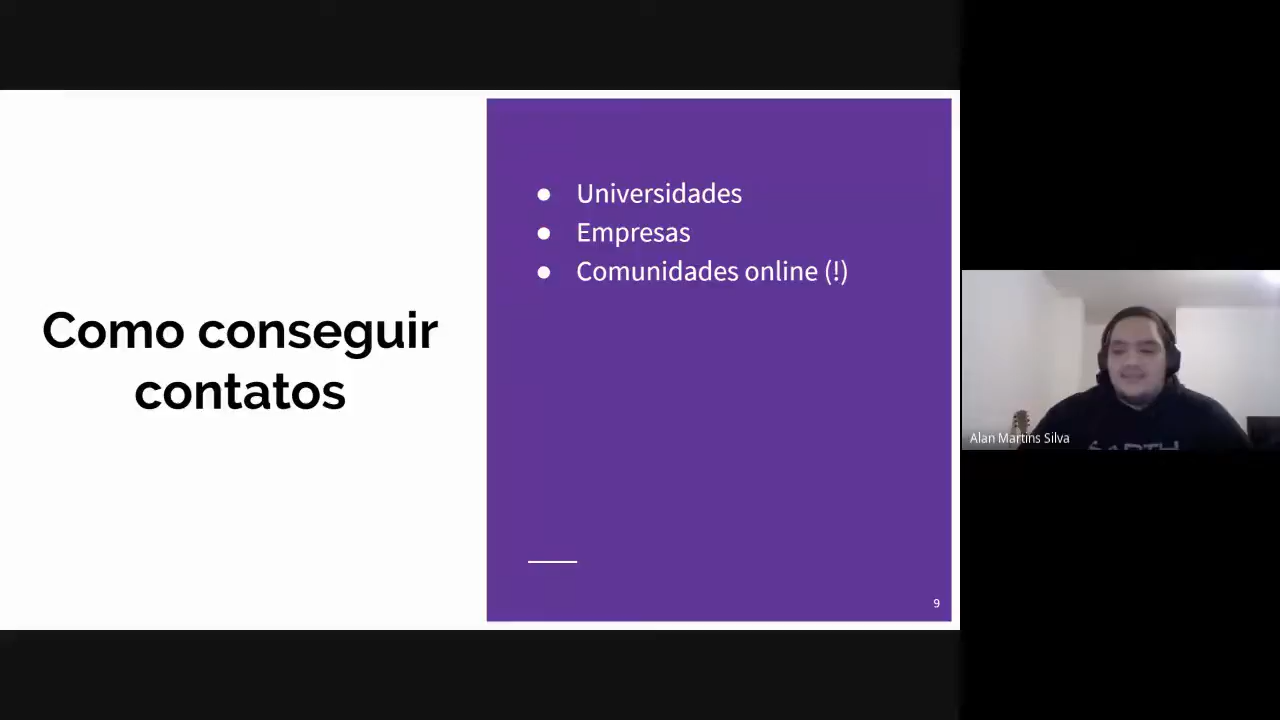 Como conseguir
contatos
● Universidades
● Empresas
● Comunidades online (!)
9
Alan Martins Silva